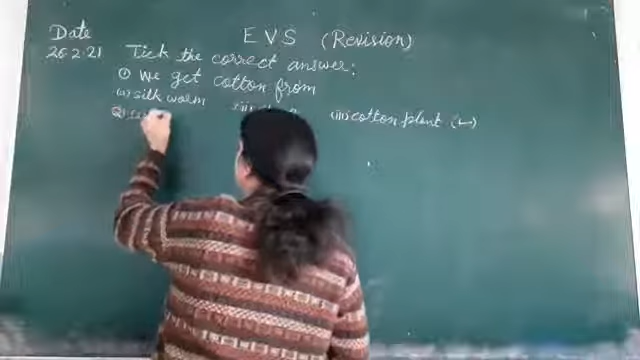 Date E V S (Revision)
26.2.21 Tick the correct answer:
① We get cotton from
(i) silk worm (iii) cotton plant (